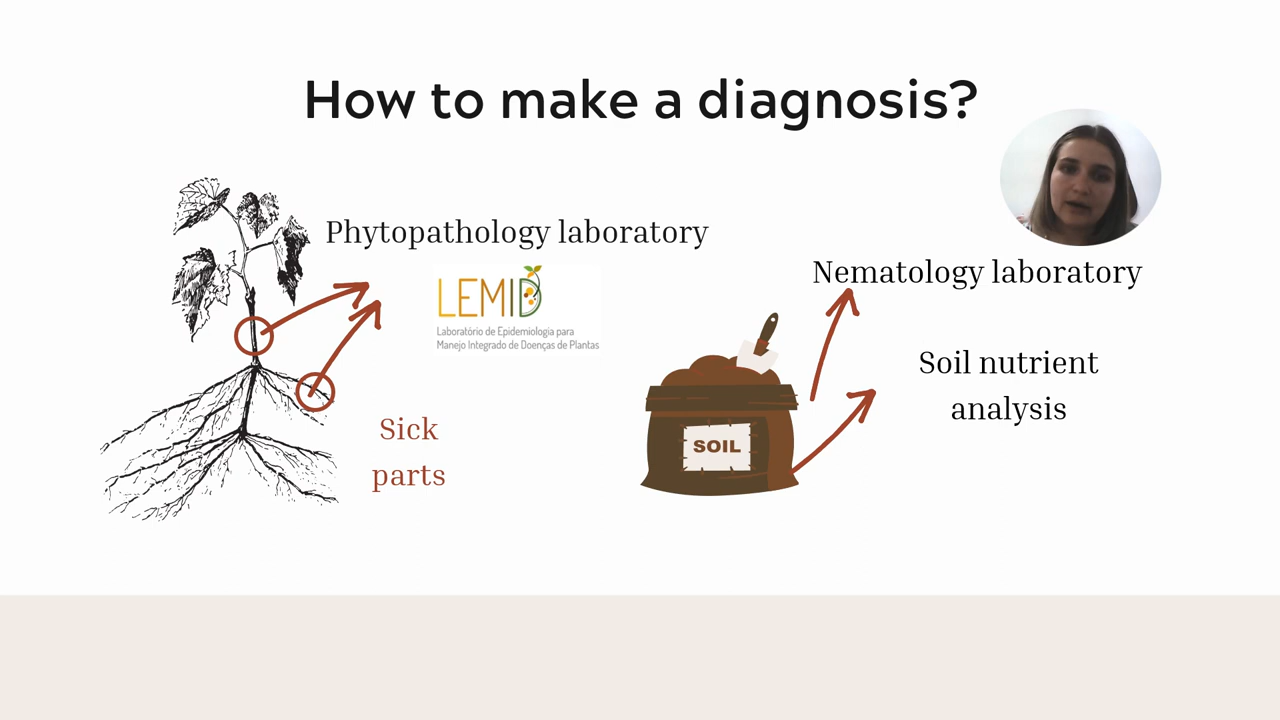 How to make a diagnosis?
Phytopathology laboratory
LEMID
Laboratório de Epidemiologia para
Manejo Integrado de Doenças de Plantas
Sick
parts
Nematology laboratory
Soil nutrient
analysis
SOIL